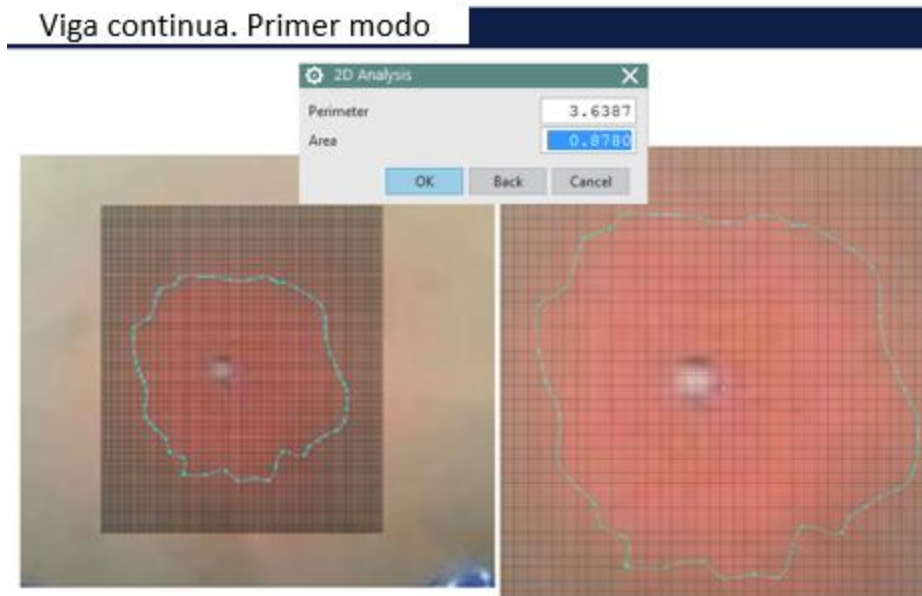 Viga continua. Primer modo
2D Analysis
Perimeter 3.6387
Area 0.8780
OK Back Cancel